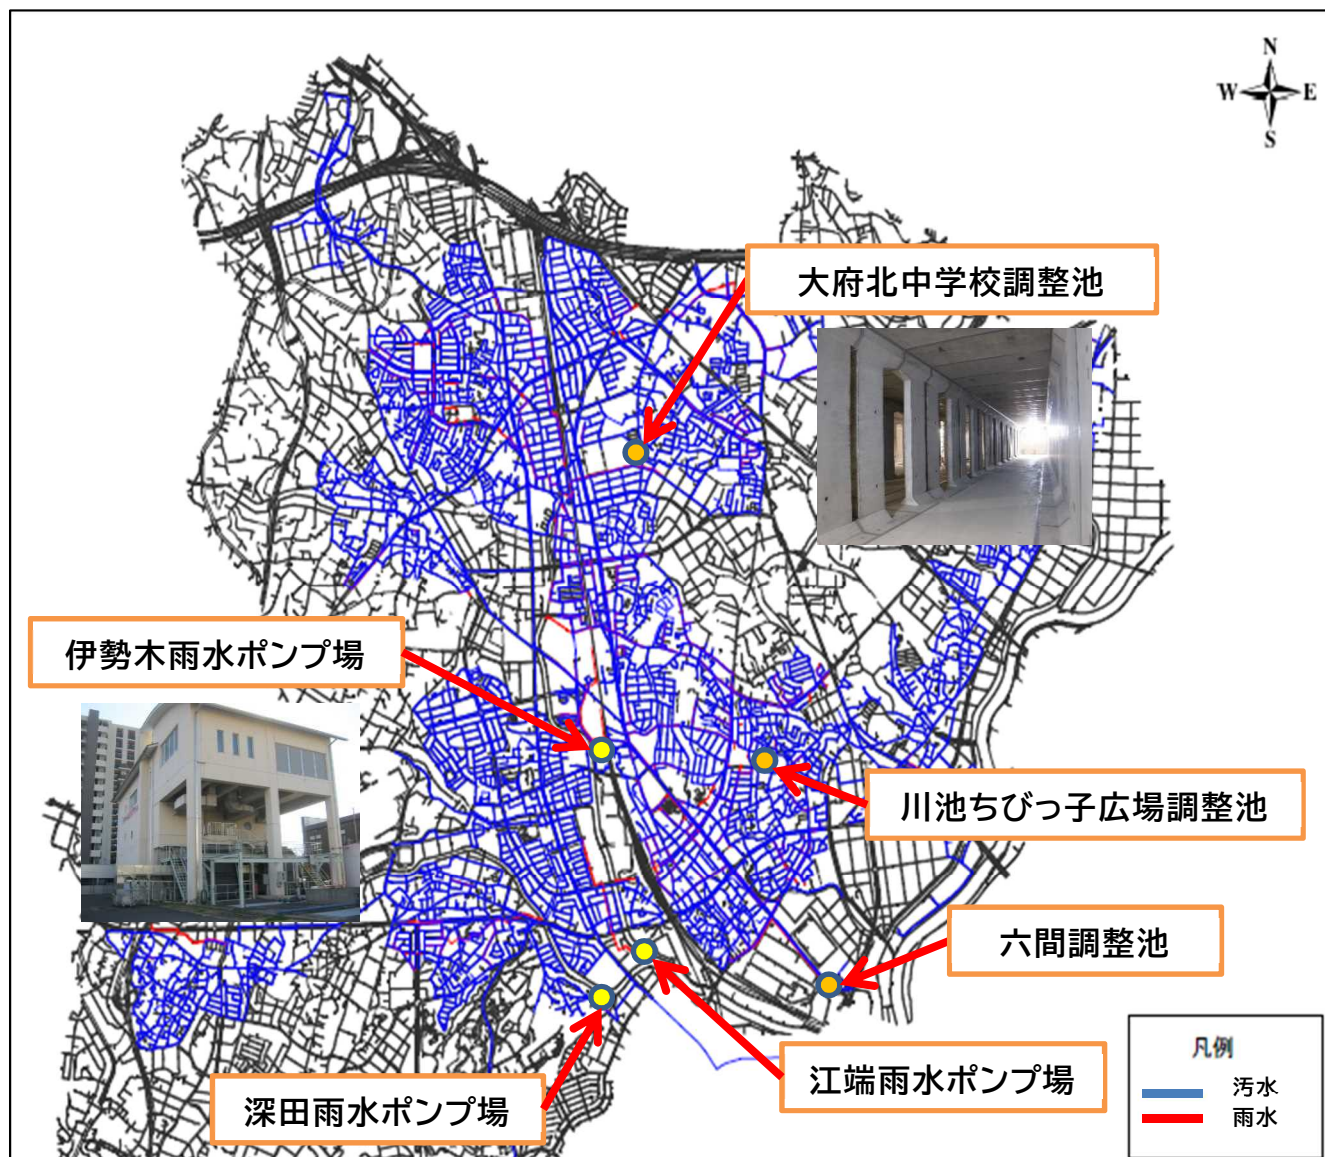 N
W E
S
大府北中学校調整池
伊勢木雨水ポンプ場
川池ちびっ子広場調整池
六間調整池
江端雨水ポンプ場
深田雨水ポンプ場
凡例
汚水
雨水